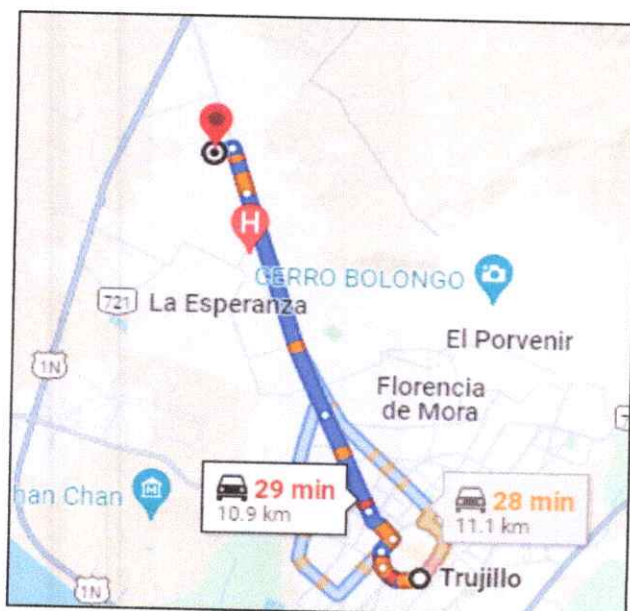 H
CERRO BOLONGO
721
La Esperanza
El Porvenir
1N
Florencia
de Mora
7
han Chan
29 min
10.9 km
28 min
11.1 km
Trujillo
1N